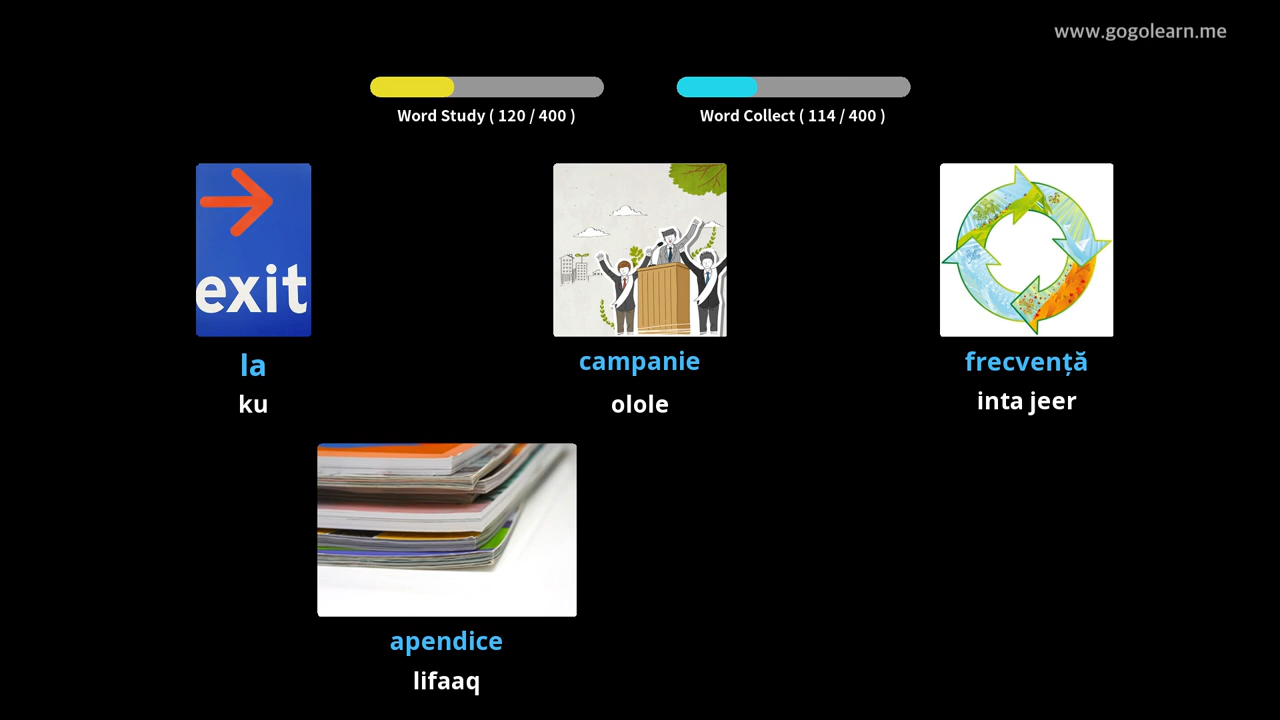 www.gogolearn.me
Word Study ( 120 / 400 )
Word Collect ( 114 / 400 )
exit
la
ku
campanie
olole
frecvență
inta jeer
apendice
lifaaq